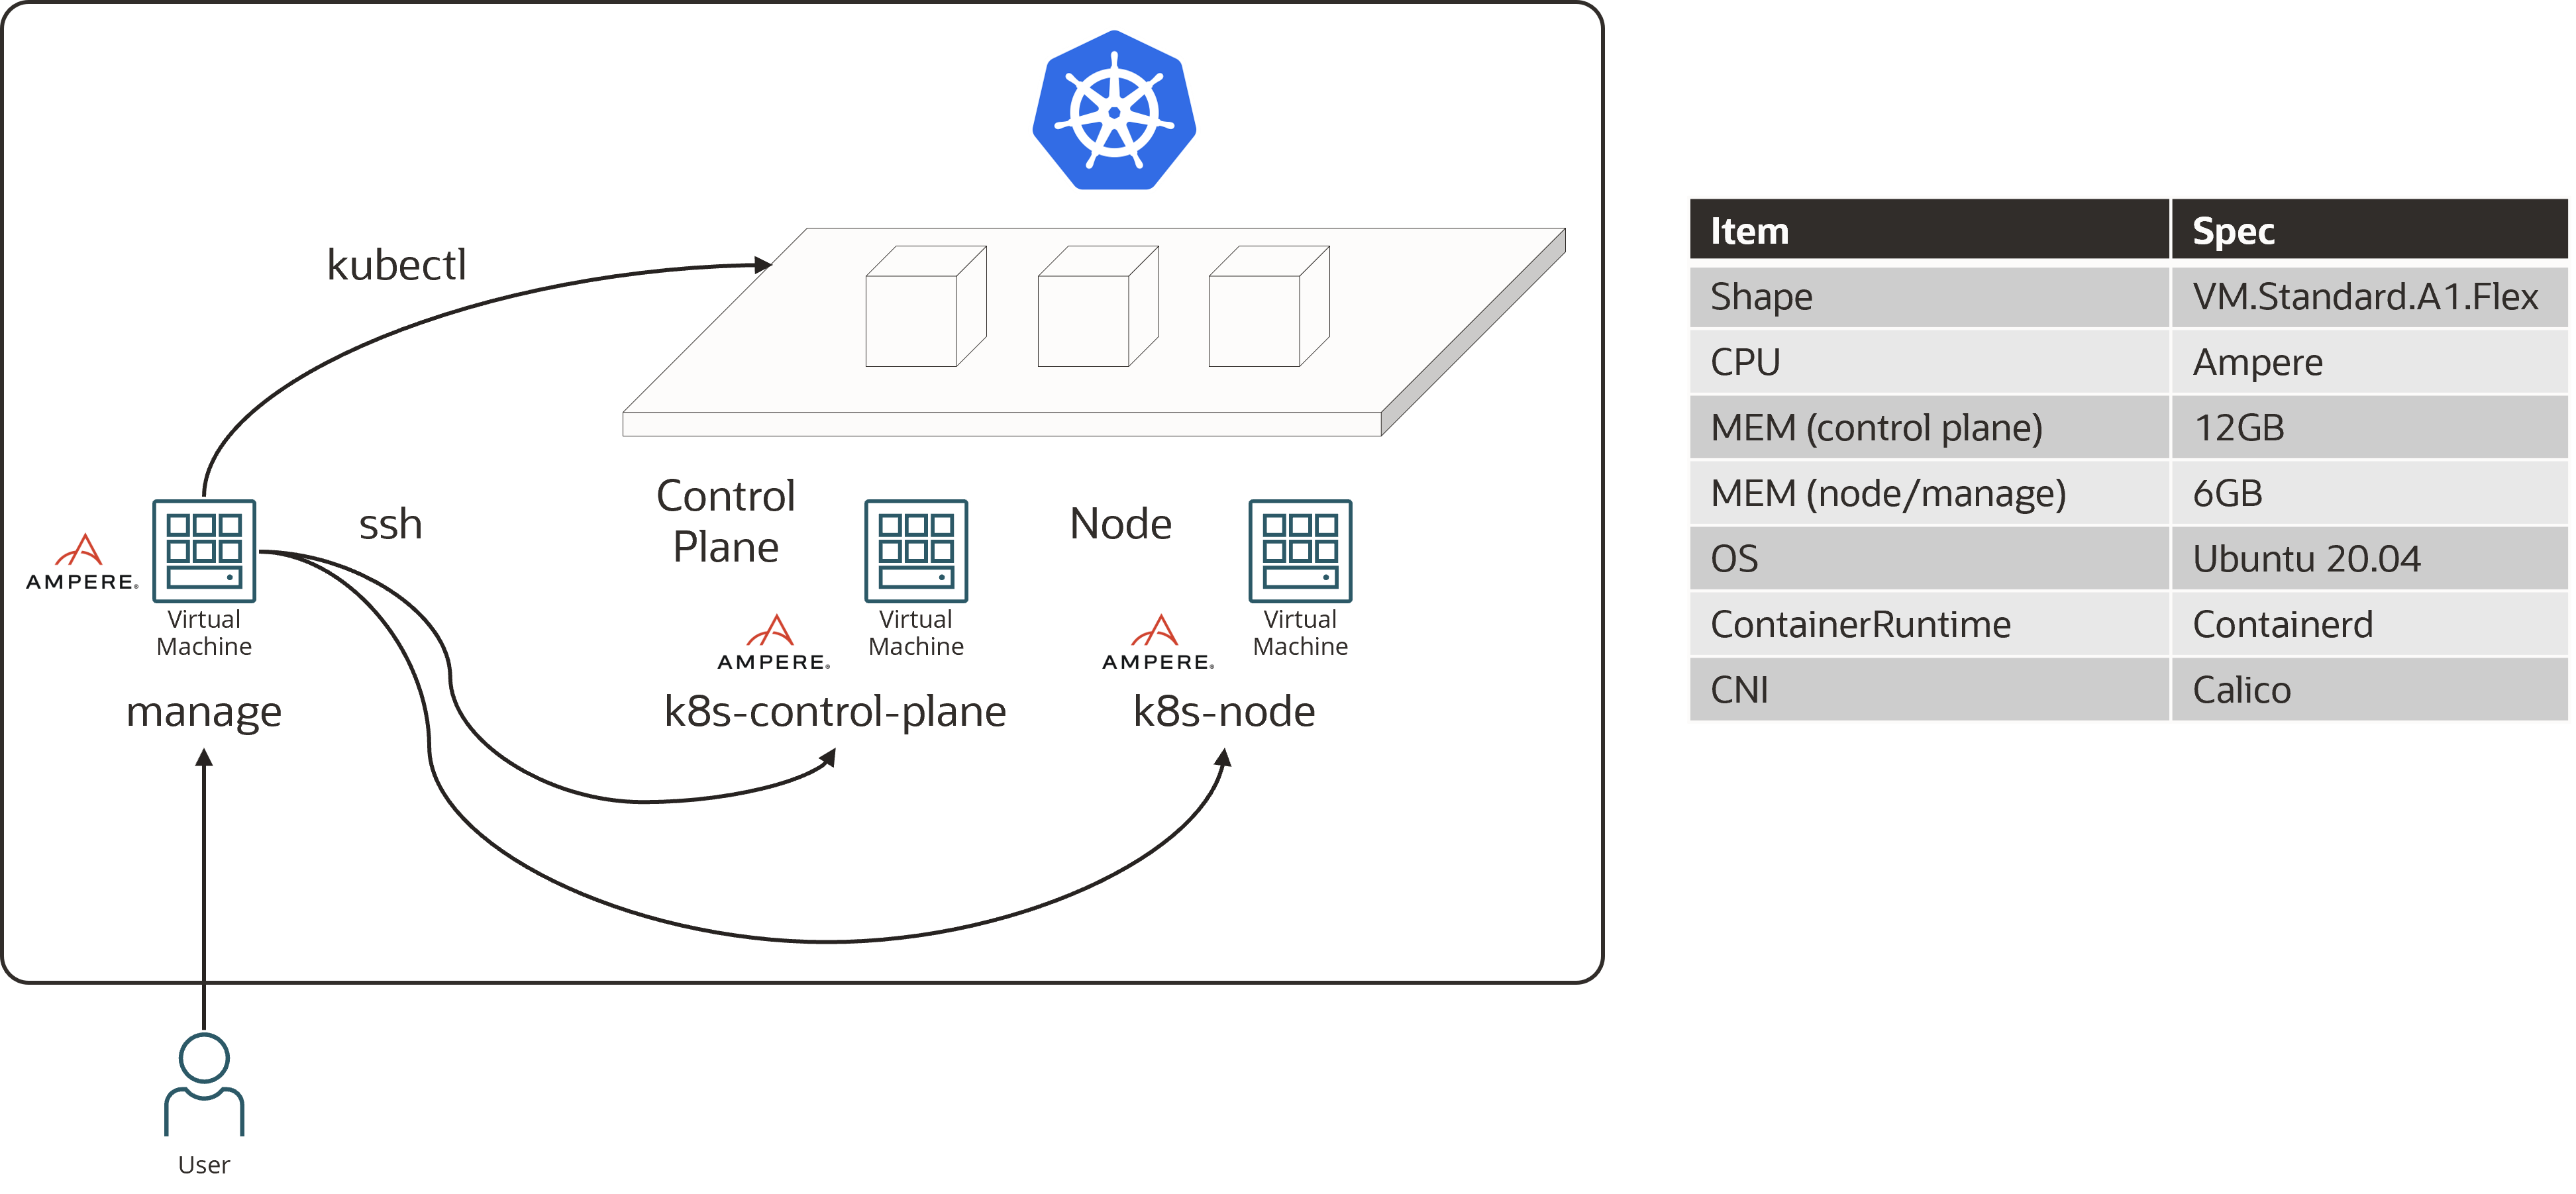 kubectl
ssh
Control
Plane
Node
AMPERE®
Virtual
Machine
manage
AMPERE®
Virtual
Machine
k8s-control-plane
AMPERE®
Virtual
Machine
k8s-node
User
Item Spec
Shape VM.Standard.A1.Flex
CPU Ampere
MEM (control plane) 12GB
MEM (node/manage) 6GB
OS Ubuntu 20.04
ContainerRuntime Containerd
CNI Calico